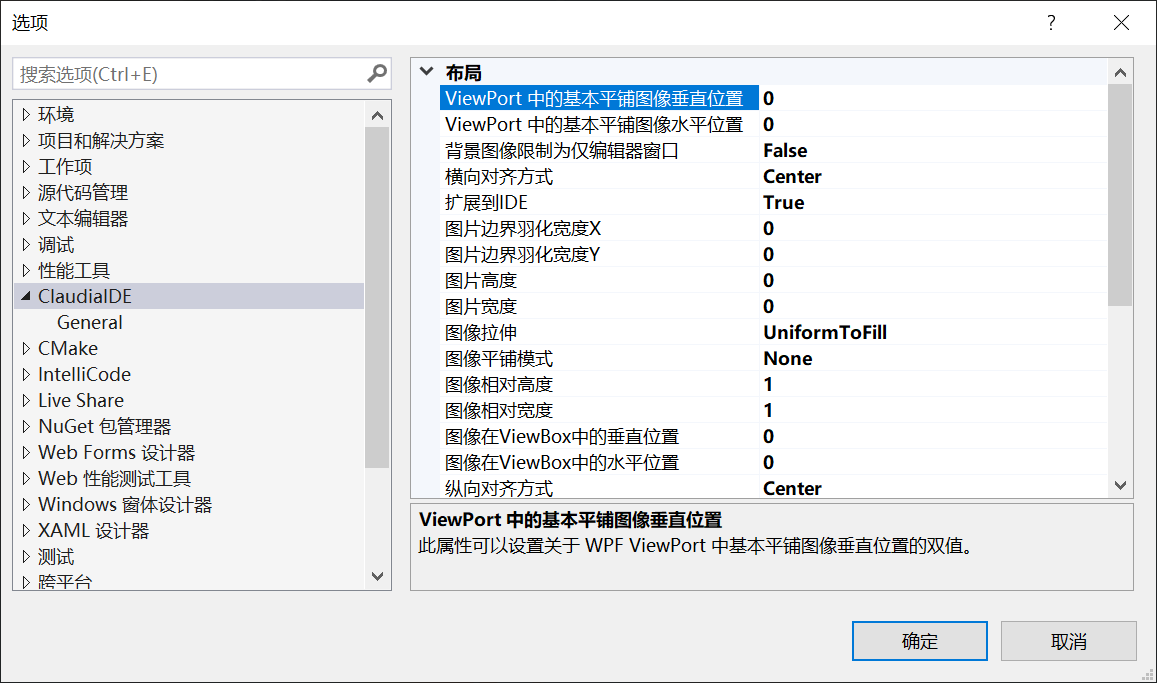 选项
?
搜索选项(Ctrl+E)
环境
项目和解决方案
工作项
源代码管理
文本编辑器
调试
性能工具
ClaudiaIDE
General
CMake
IntelliCode
Live Share
NuGet 包管理器
Web Forms 设计器
Web 性能测试工具
Windows 窗体设计器
XAML 设计器
测试
跨平台
布局
ViewPort 中的基本平铺图像垂直位置 0
ViewPort 中的基本平铺图像水平位置 0
背景图像限制为仅编辑器窗口 False
横向对齐方式 Center
扩展到IDE True
图片边界羽化宽度X 0
图片边界羽化宽度Y 0
图片高度 0
图片宽度 0
图像拉伸 UniformToFill
图像平铺模式 None
图像相对高度 1
图像相对宽度 1
图像在ViewBox中的垂直位置 0
图像在ViewBox中的水平位置 0
纵向对齐方式 Center
ViewPort 中的基本平铺图像垂直位置
此属性可以设置关于 WPF ViewPort 中基本平铺图像垂直位置的双值。
确定
取消